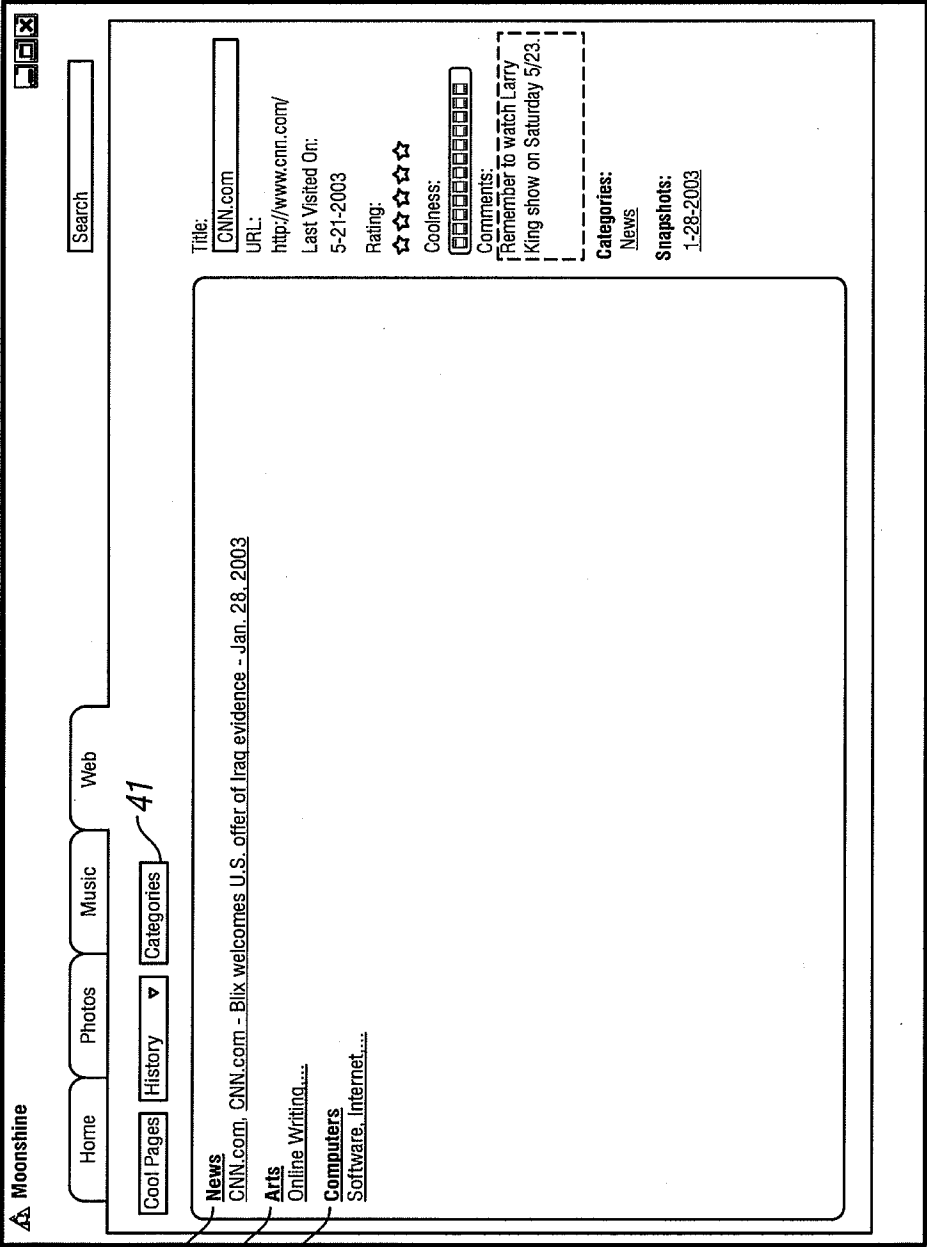 Moonshine
Home Photos Music Web Search
Cool Pages History Categories 41
News
CNN.com, CNN.com - Blix welcomes U.S. offer of Iraq evidence - Jan. 28, 2003
Arts
Online Writing,...
Computers
Software, Internet,...
Title:
CNN.com
URL:
http://www.cnn.com/
Last Visited On:
5-21-2003
Rating:
Coolness:
Comments:
Remember to watch Larry
King show on Saturday 5/23.
Categories:
News
Snapshots:
1-28-2003